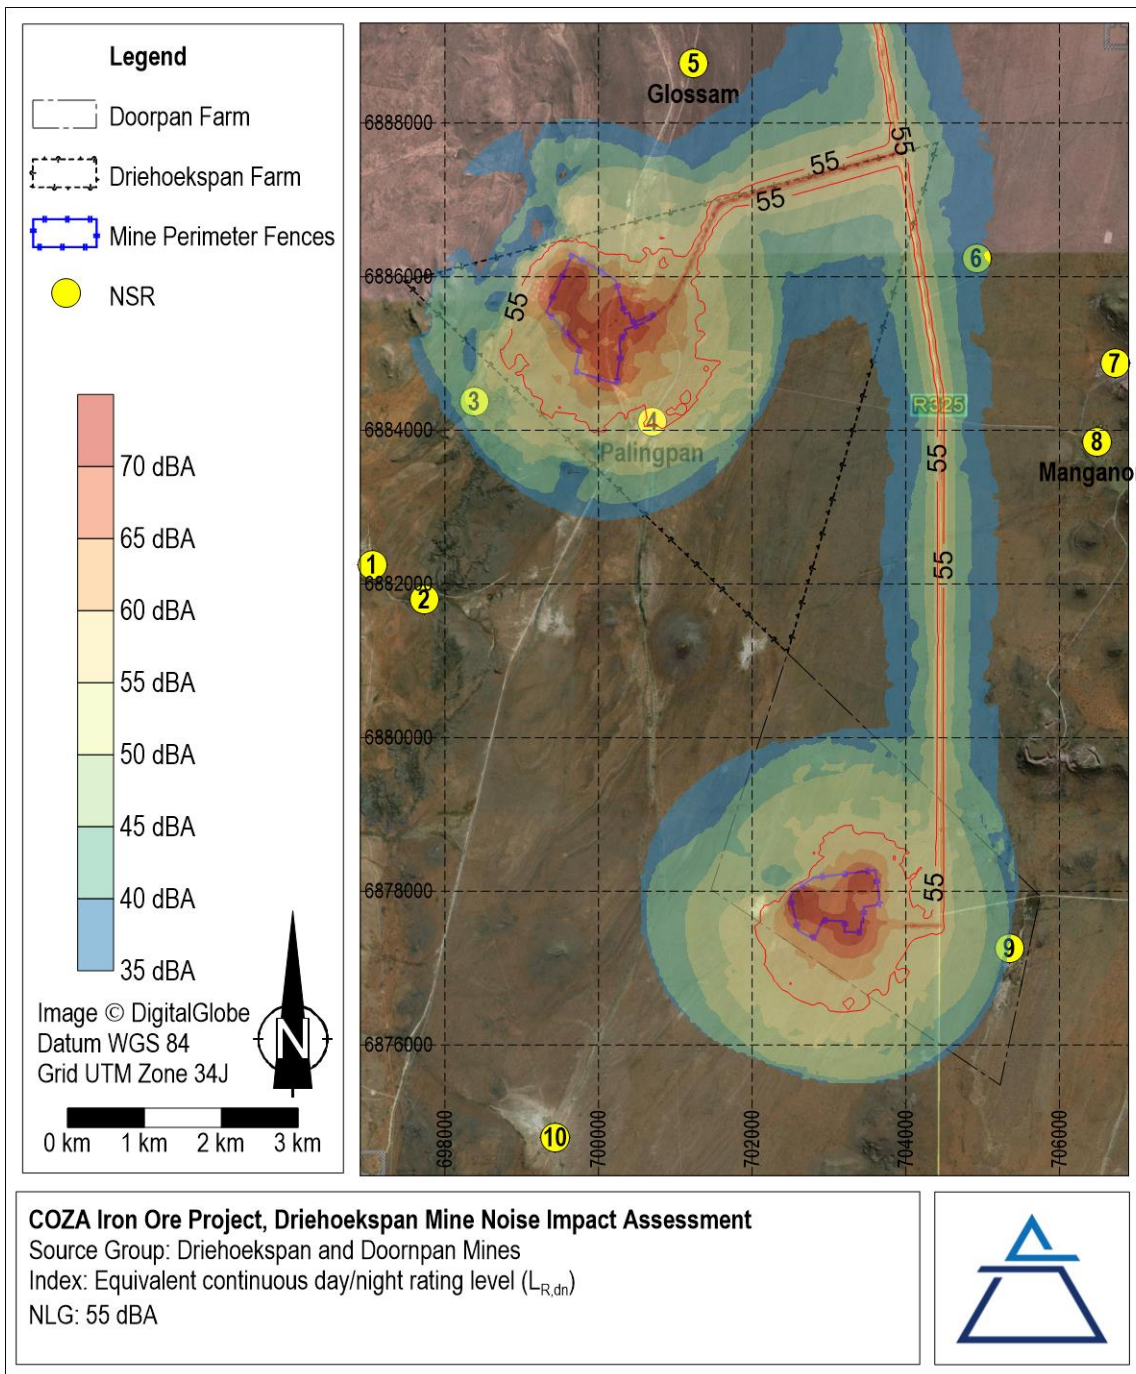 Legend
Doorpan Farm
Driehoekspan Farm
Mine Perimeter Fences
NSR
70 dBA
65 dBA
60 dBA
55 dBA
50 dBA
45 dBA
40 dBA
35 dBA
Image © DigitalGlobe
Datum WGS 84
Grid UTM Zone 34J
N
0 km 1 km 2 km 3 km
5
Glossam
6888000
55
55
55
6
6886000
55
7
3
4
R325
6884000
8
Palingpan
55
Manganor
1
6882000
55
2
6880000
6878000
55
9
6876000
10
698000
700000
702000
704000
706000
COZA Iron Ore Project, Driehoekspan Mine Noise Impact Assessment
Source Group: Driehoekspan and Doornpan Mines
Index: Equivalent continuous day/night rating level (L_R,dn)
NLG: 55 dBA